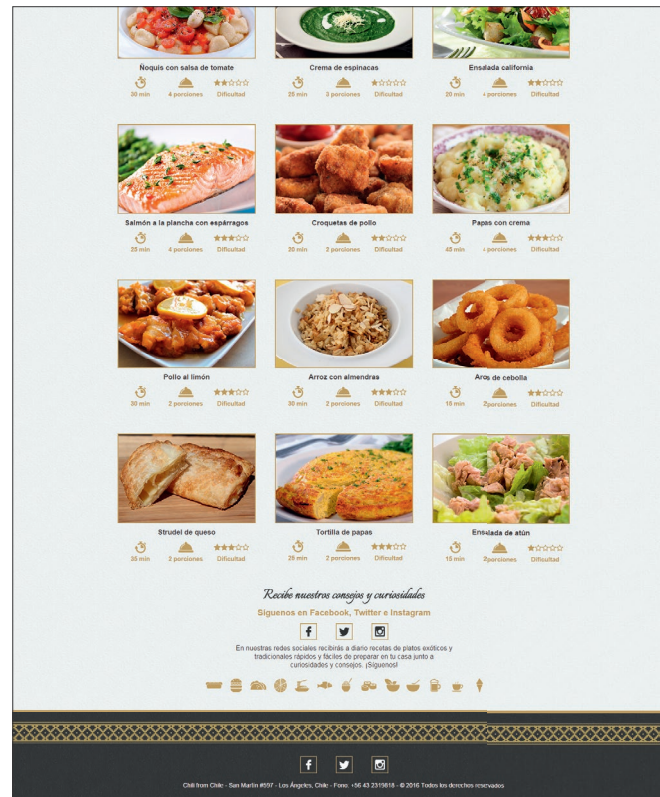 Ñoquis con salsa de tomate
30 min 4 porciones Dificultad
Crema de espinacas
25 min 3 porciones Dificultad
Ensalada california
20 min porciones Dificultad
Salmón a la plancha con espárragos
25 min 4 porciones Dificultad
Croquetas de pollo
20 min 2 porciones Dificultad
Papas con crema
45 min porciones Dificultad
Pollo al limón
30 min 2 porciones Dificultad
Arroz con almendras
30 min 2 porciones Dificultad
Aros de cebolla
15 min 2porciones Dificultad
Strudel de queso
35 min 2 porciones Dificultad
Tortilla de papas
25 min 2 porciones Dificultad
Ensalada de atún
15 min 2porciones Dificultad
Recibe nuestros consejos y curiosidades
Siguenos en Facebook, Twitter e Instagram
En nuestras redes sociales recibirás a diario recetas de platos exóticos y
tradicionales rápidos y fáciles de preparar en tu casa junto a
curiosidades y consejos. ¡Síguenos!
Chili from Chile - San Martín #597 - Los Ángeles, Chile - Fono. +56 43 2319818 - © 2016 Todos los derechos reservados